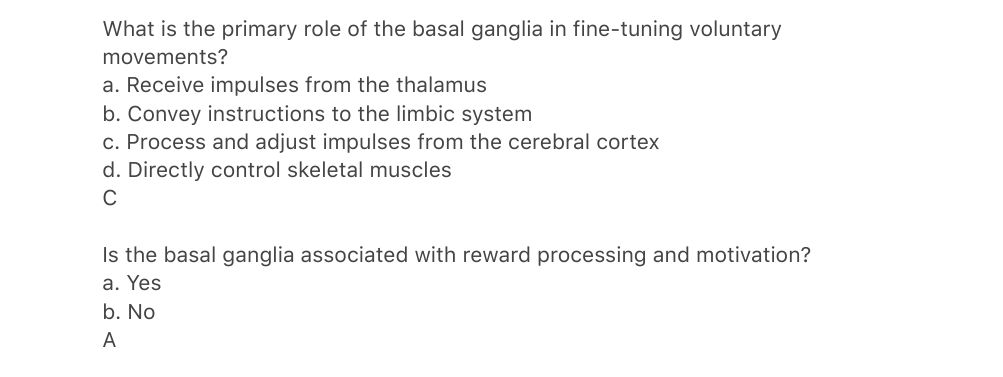 What is the primary role of the basal ganglia in fine-tuning voluntary
movements?
a. Receive impulses from the thalamus
b. Convey instructions to the limbic system
c. Process and adjust impulses from the cerebral cortex
d. Directly control skeletal muscles
C
Is the basal ganglia associated with reward processing and motivation?
a. Yes
b. No
A